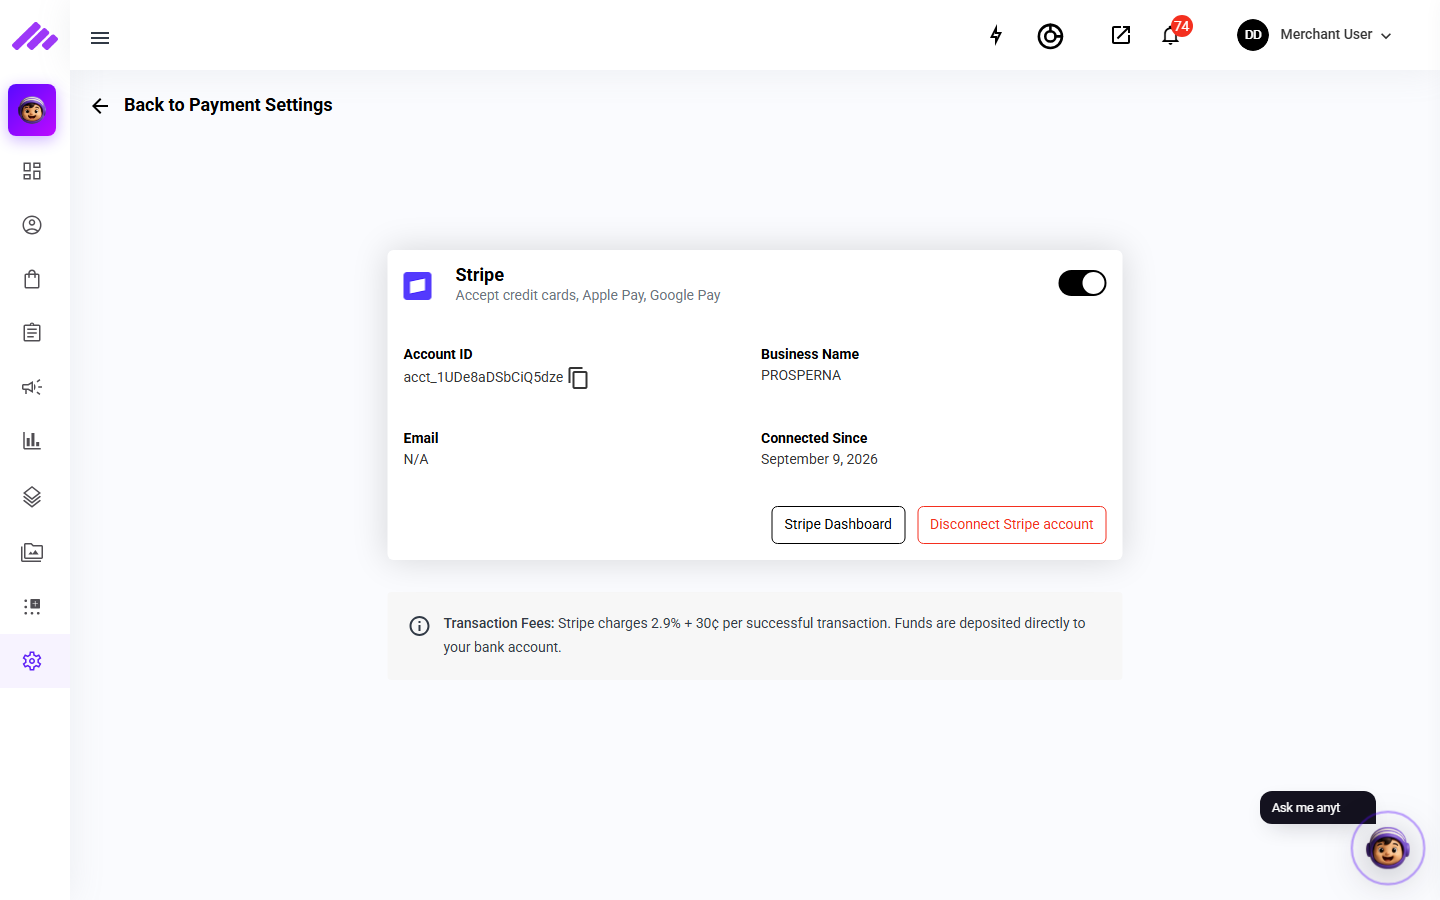 74
DD
Merchant User
Back to Payment Settings
Stripe
Accept credit cards, Apple Pay, Google Pay
Account ID
acct_1UDe8aDSbCiQ5dze
Business Name
PROSPERNA
Email
N/A
Connected Since
September 9, 2026
Stripe Dashboard
Disconnect Stripe account
Transaction Fees: Stripe charges 2.9% + 30¢ per successful transaction. Funds are deposited directly to
your bank account.
Ask me anyt